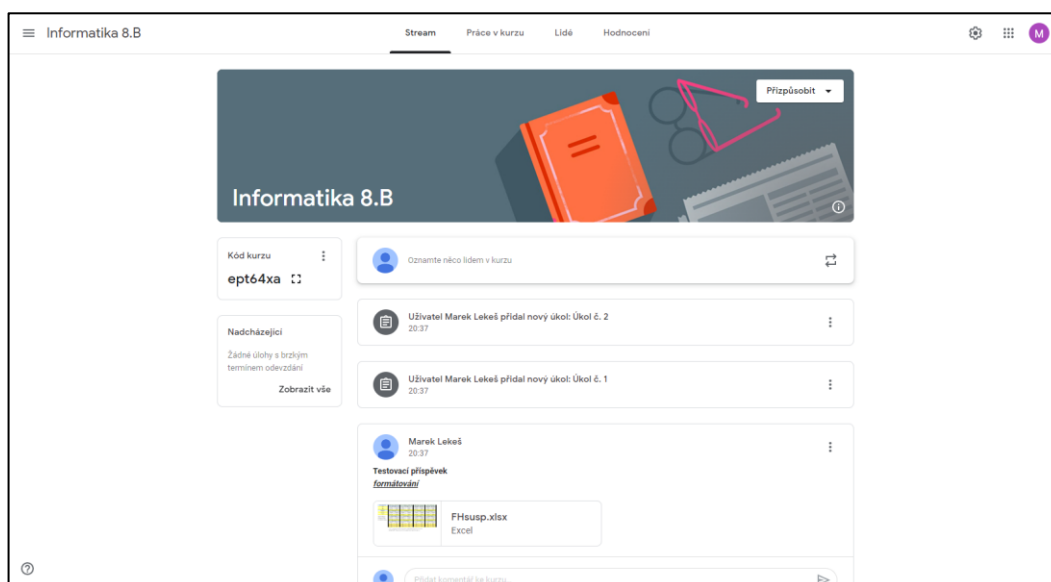 Informatika 8.B
Stream
Práce v kurzu
Lidé
Hodnocení
M
Přizpůsobit
Informatika 8.B
Kód kurzu
ept64xa
Nadcházející
Žádné úlohy s brzkým
termínem odevzdání
Zobrazit vše
Oznamte něco lidem v kurzu
Uživatel Marek Lekeš přidal nový úkol: Úkol č. 2
20:37
Uživatel Marek Lekeš přidal nový úkol: Úkol č. 1
20:37
Marek Lekeš
20:37
Testovací příspěvek
formátování
FHsusp.xlsx
Excel
Přidat komentář ke kurzu...